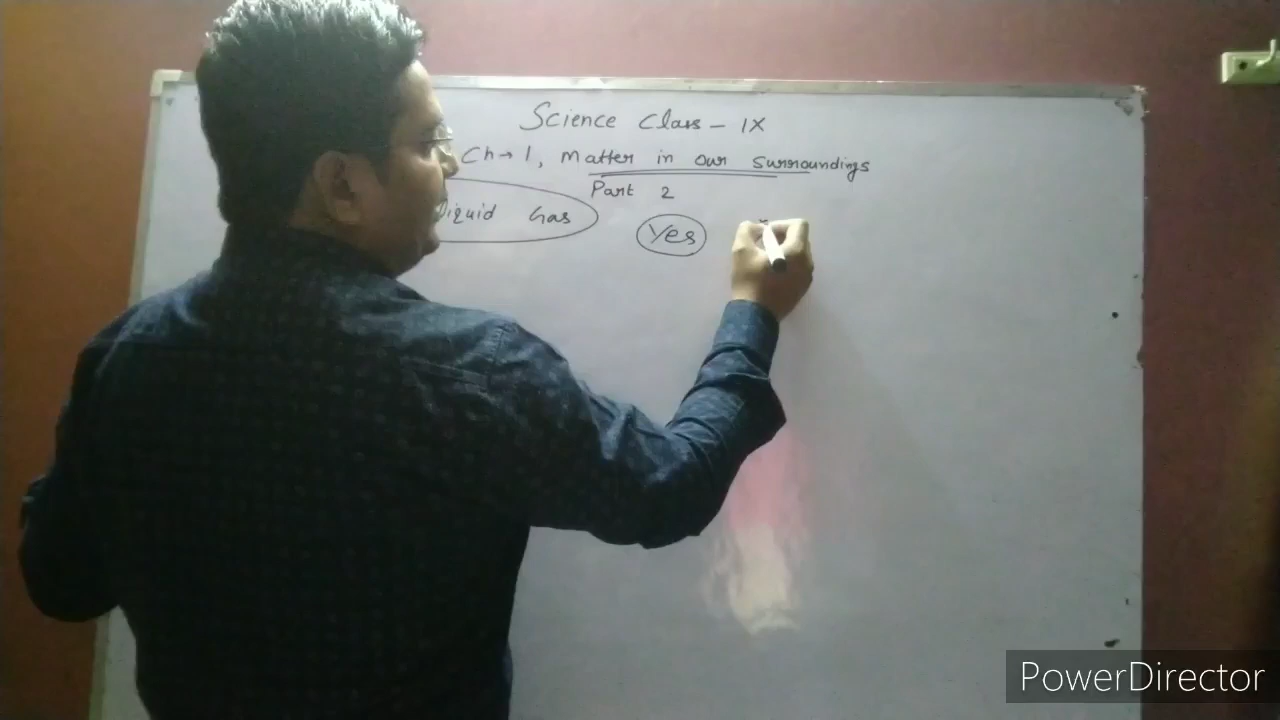 Science Class - IX
Ch → 1, Matter in our surroundings
Part 2
Liquid Gas
Yes
PowerDirector